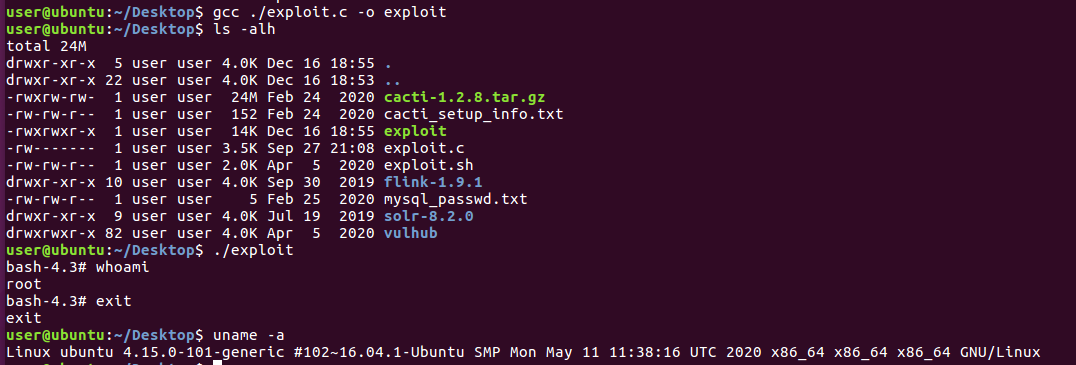 user@ubuntu:~/Desktop$ gcc ./exploit.c -o exploit
user@ubuntu:~/Desktop$ ls -alh
total 24M
drwxr-xr-x  5 user user 4.0K Dec 16 18:55 .
drwxr-xr-x 22 user user 4.0K Dec 16 18:53 ..
-rwxrw-rw-  1 user user  24M Feb 24  2020 cacti-1.2.8.tar.gz
-rw-rw-r--  1 user user  152 Feb 24  2020 cacti_setup_info.txt
-rwxrwxr-x  1 user user  14K Dec 16 18:55 exploit
-rw-------  1 user user 3.5K Sep 27 21:08 exploit.c
-rw-rw-r--  1 user user 2.0K Apr  5  2020 exploit.sh
drwxr-xr-x 10 user user 4.0K Sep 30  2019 flink-1.9.1
-rw-rw-r--  1 user user    5 Feb 25  2020 mysql_passwd.txt
drwxr-xr-x  9 user user 4.0K Jul 19  2019 solr-8.2.0
drwxrwxr-x 82 user user 4.0K Apr  5  2020 vulhub
user@ubuntu:~/Desktop$ ./exploit
bash-4.3# whoami
root
bash-4.3# exit
exit
user@ubuntu:~/Desktop$ uname -a
Linux ubuntu 4.15.0-101-generic #102~16.04.1-Ubuntu SMP Mon May 11 11:38:16 UTC 2020 x86_64 x86_64 x86_64 GNU/Linux
user@ubuntu:~/Desktop$